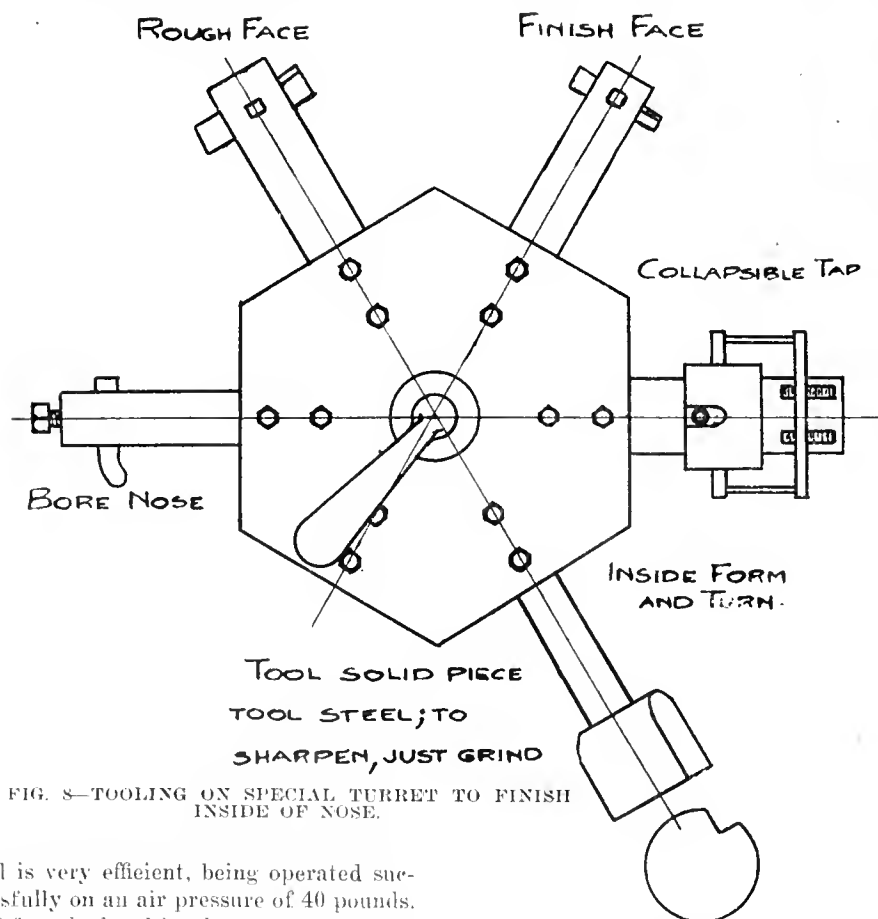 ROUGH FACE
FINISH FACE
COLLAPSIBLE TAP
BORE NOSE
INSIDE FORM
AND TURN.
TOOL SOLID PIECE
TOOL STEEL; TO
SHARPEN, JUST GRIND
FIG. 8—TOOLING ON SPECIAL TURRET TO FINISH
INSIDE OF NOSE.
l is very efficient, being operated suc-
sfully on an air pressure of 40 pounds.